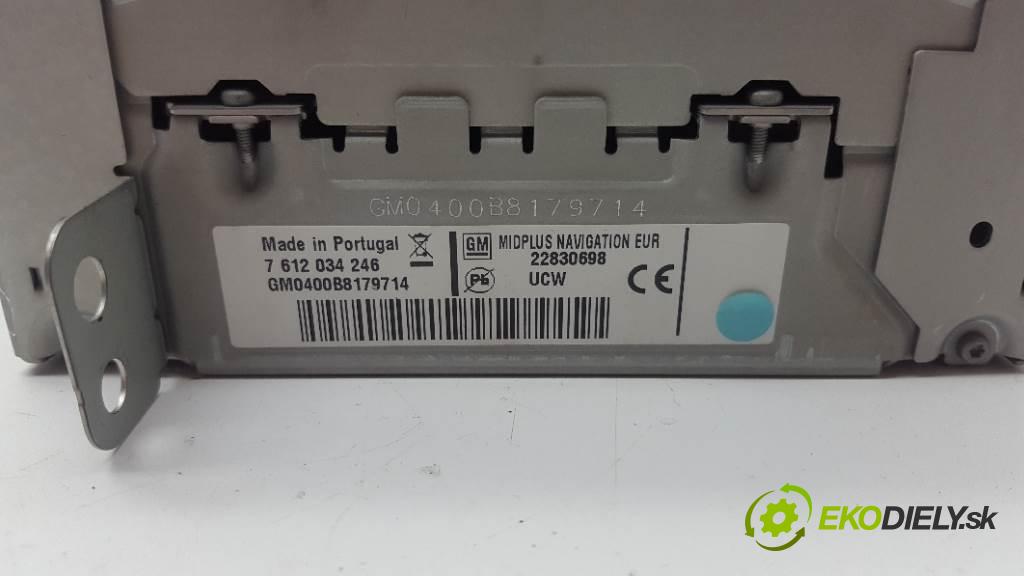 GM0400B8179714
Made in Portugal
7 612 034 246
GM0400B8179714
GM MIDPLUS NAVIGATION EUR
22830698
Pb UCW CE
EKODIELY.sk